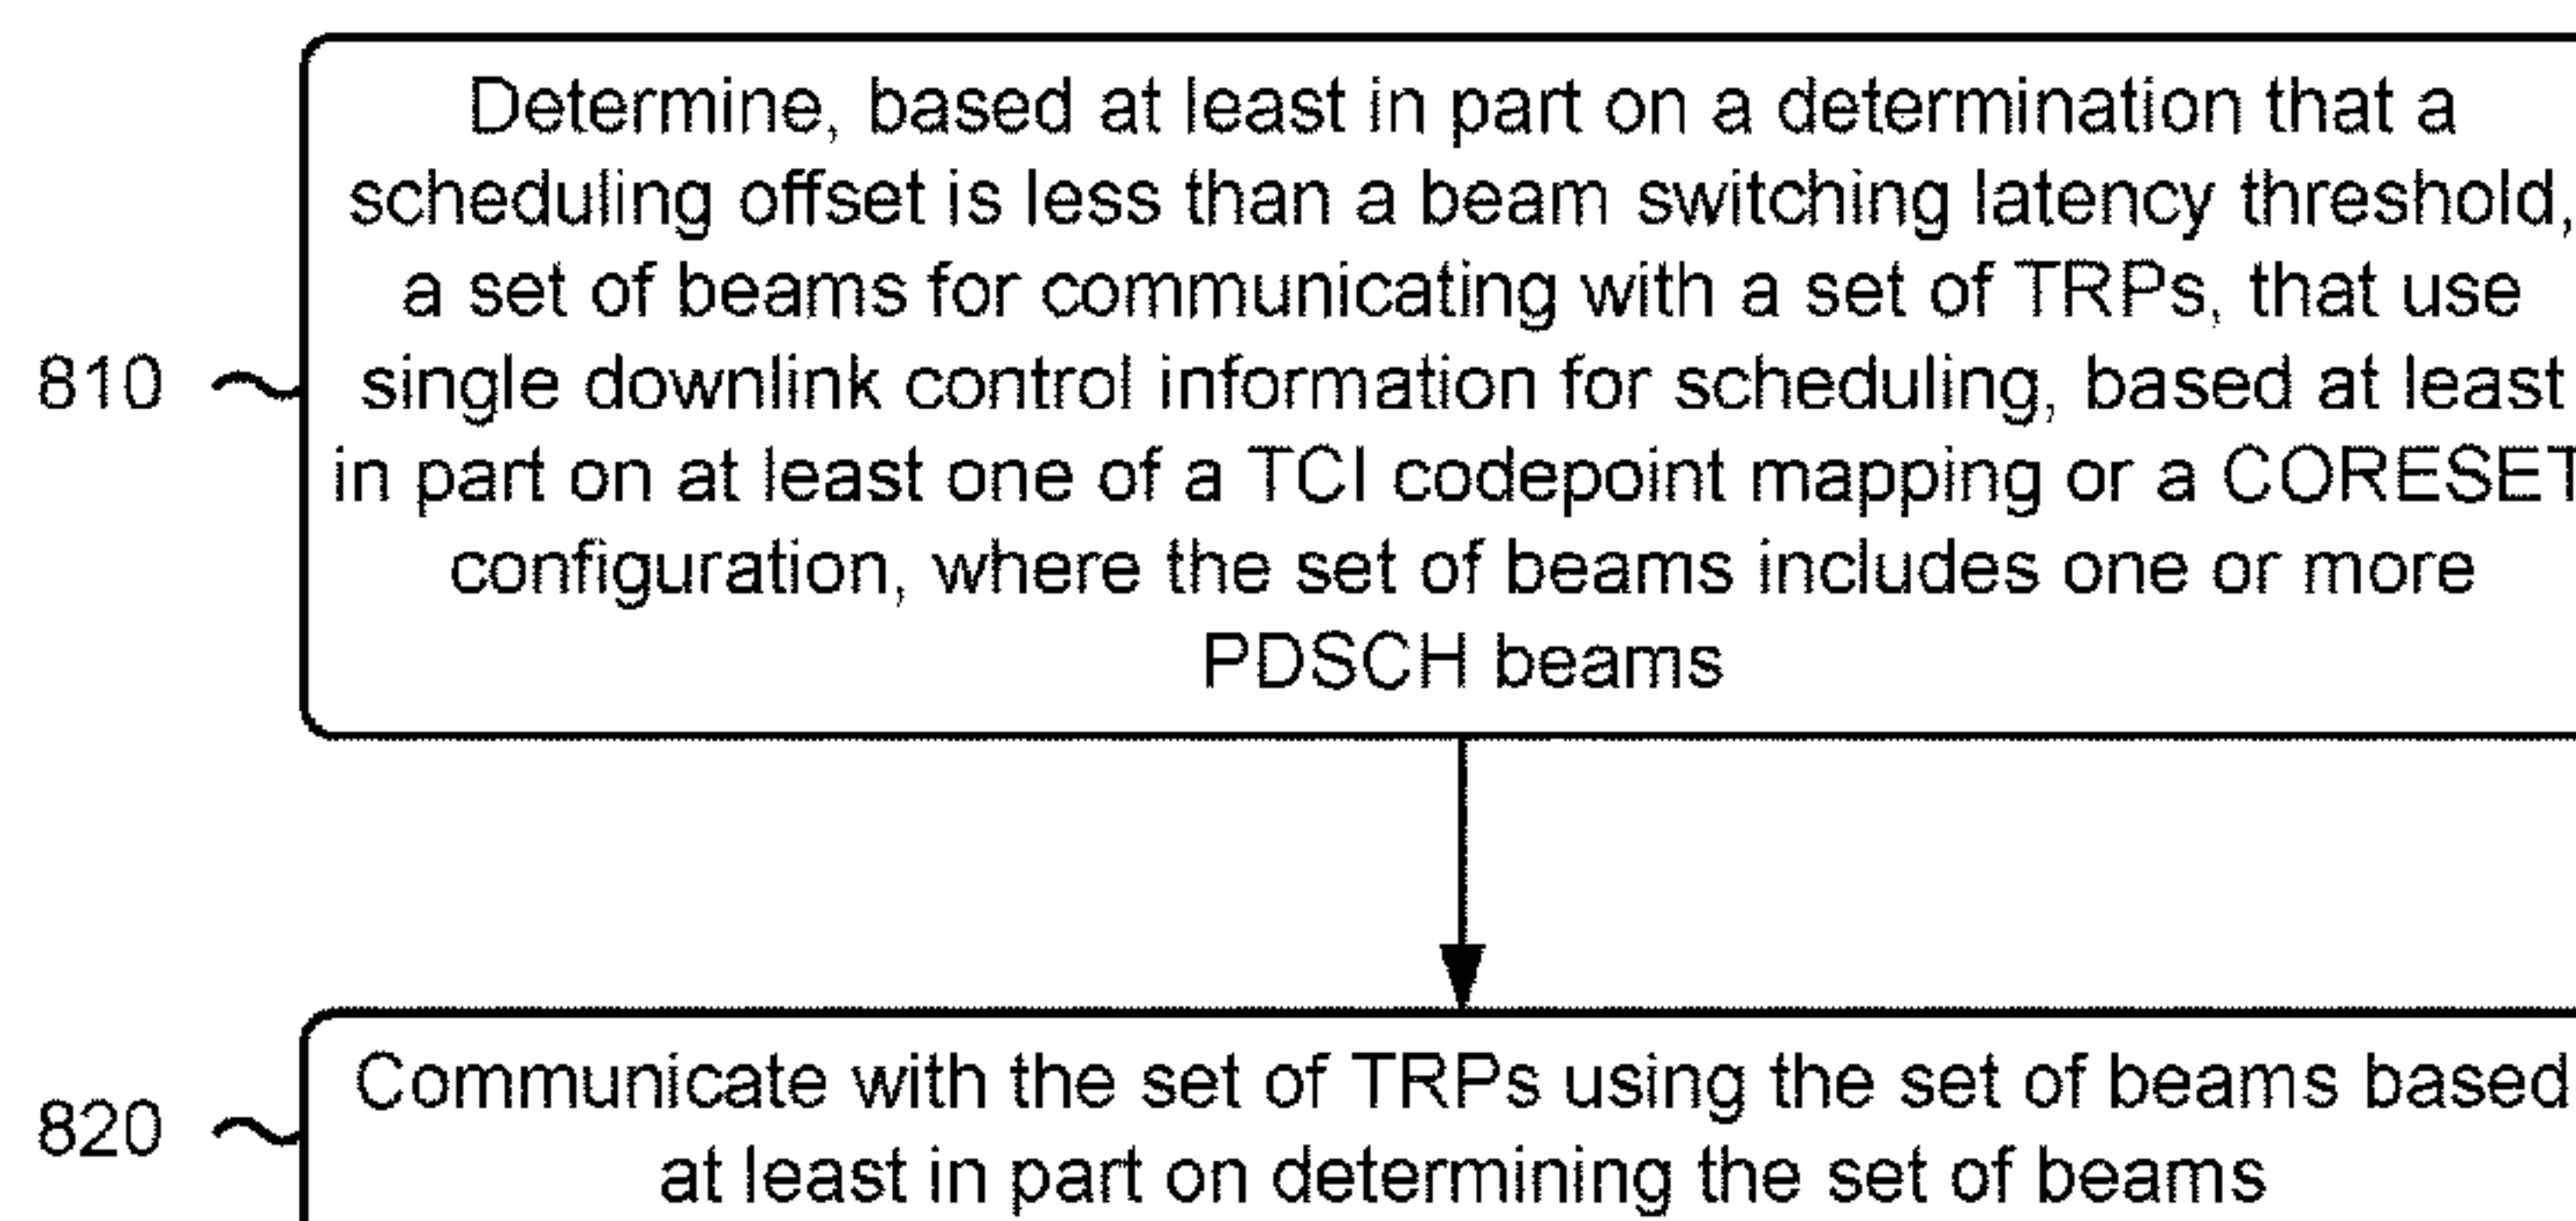 Determine, based at least in part on a determination that a
scheduling offset is less than a beam switching latency threshold,
a set of beams for communicating with a set of TRPs, that use
810
single downlink control information for scheduling, based at least
in part on at least one of a TCI codepoint mapping or a CORESET
configuration, where the set of beams includes one or more
PDSCH beams
Communicate with the set of TRPs using the set of beams based
820
at least in part on determining the set of beams